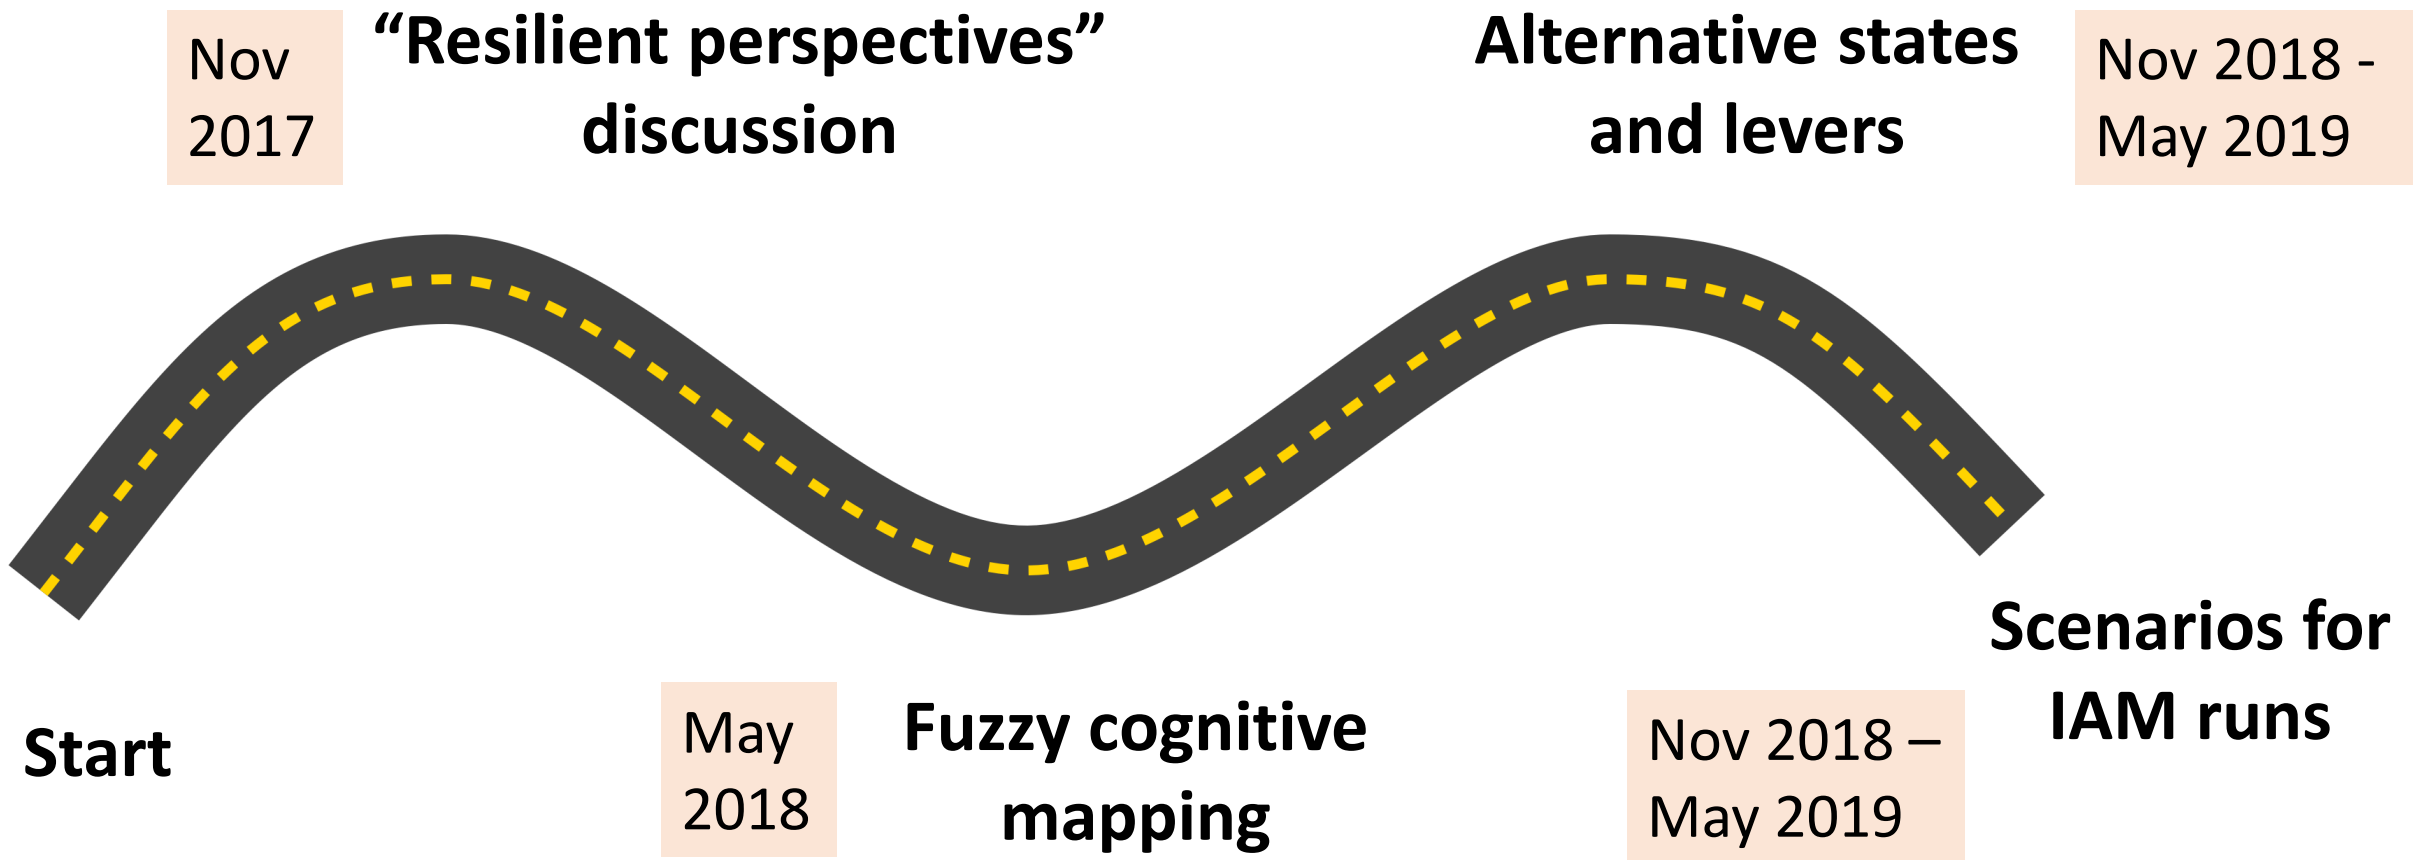 Nov
2017
“Resilient perspectives”
discussion
Alternative states
and levers
Nov 2018 -
May 2019
Start
May
2018
Fuzzy cognitive
mapping
Nov 2018 –
May 2019
Scenarios for
IAM runs